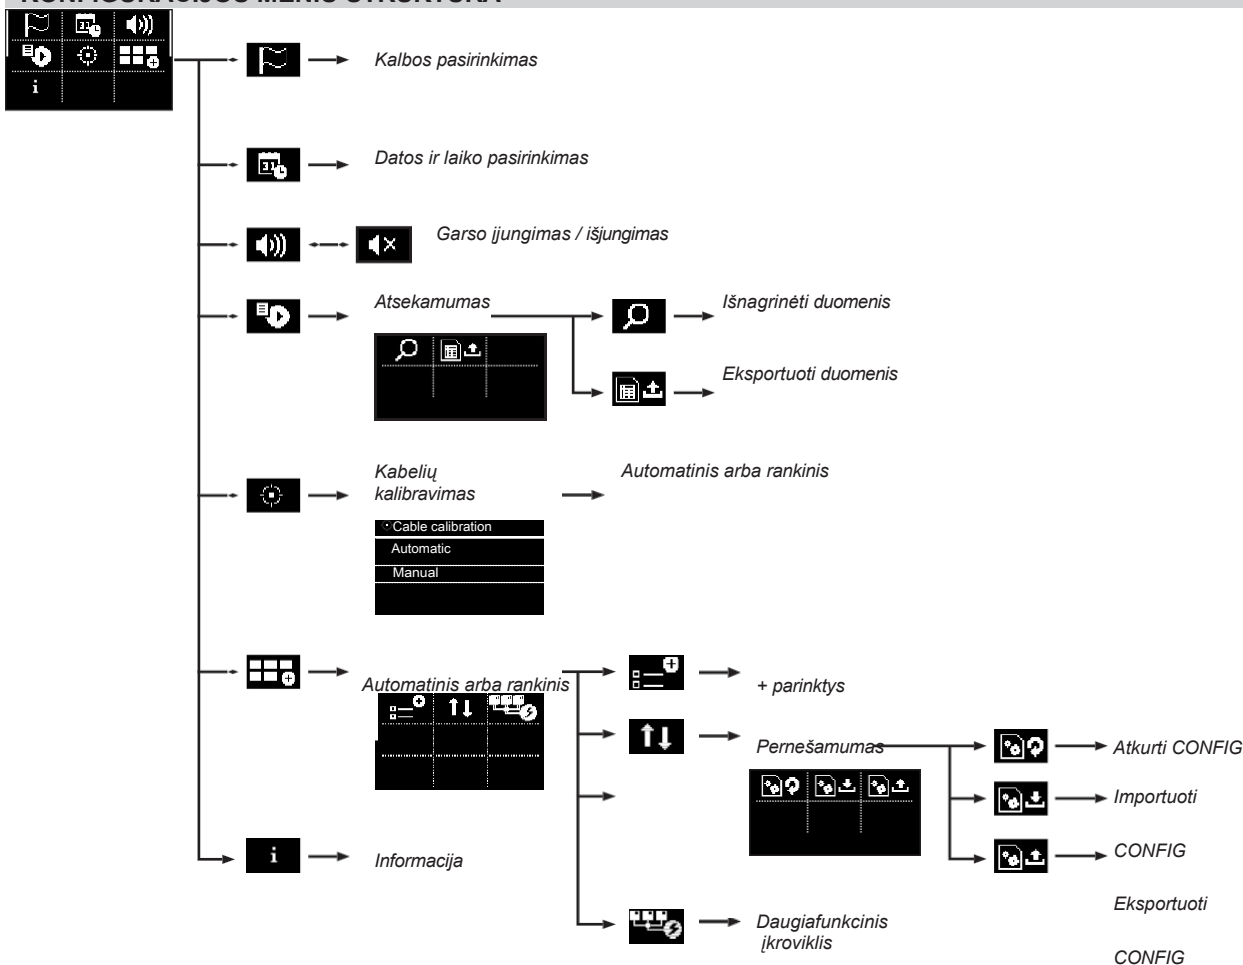 KONFIGŪRACIJOS MENIU STRUKTŪRA
Kalbos pasirinkimas
Datos ir laiko pasirinkimas
Garso įjungimas / išjungimas
Atsekamumas
Išnagrinėti duomenis
Eksportuoti duomenis
Kabelių
kalibravimas
Automatinis arba rankinis
Cable calibration
Automatic
Manual
Automatinis arba rankinis
+ parinktys
Pernešamumas
Atkurti CONFIG
Importuoti
CONFIG
Eksportuoti
CONFIG
Informacija
Daugiafunkcinis
įkroviklis